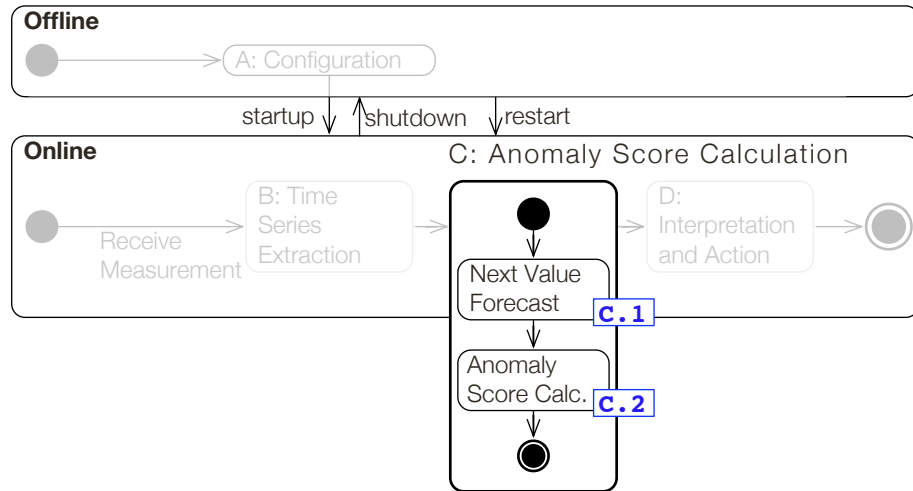 Offline
A: Configuration
startup
shutdown
restart
Online
C: Anomaly Score Calculation
Receive
Measurement
B: Time
Series
Extraction
Next Value
Forecast
C.1
Anomaly
Score Calc.
C.2
D:
Interpretation
and Action